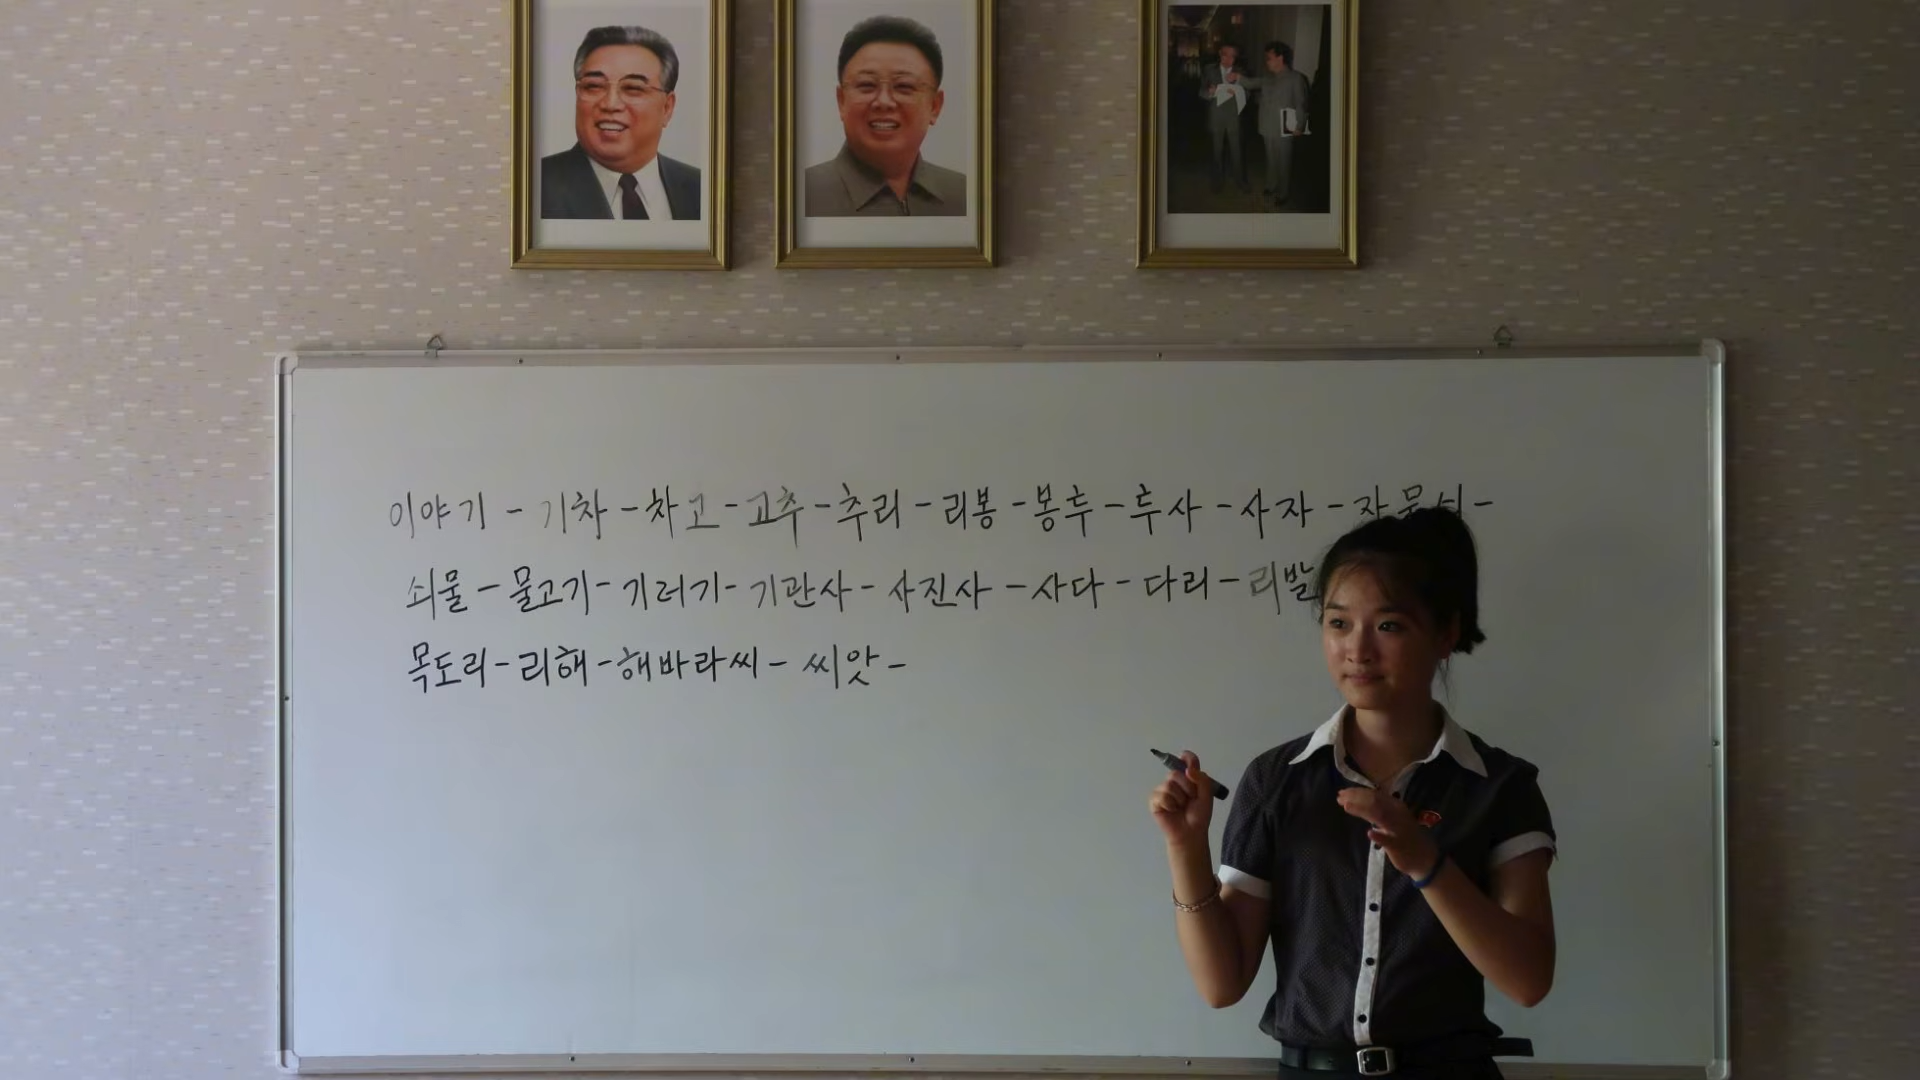 이야기 - 기차 - 차고 - 고추 - 추리 - 리봉 - 봉투 - 투사 - 사자 -
쇠물 - 물고기 - 기러기 - 기관사 - 사진사 - 사다 - 다리 - 리발
목도리 - 리해 - 해바라씨 - 씨앗 -